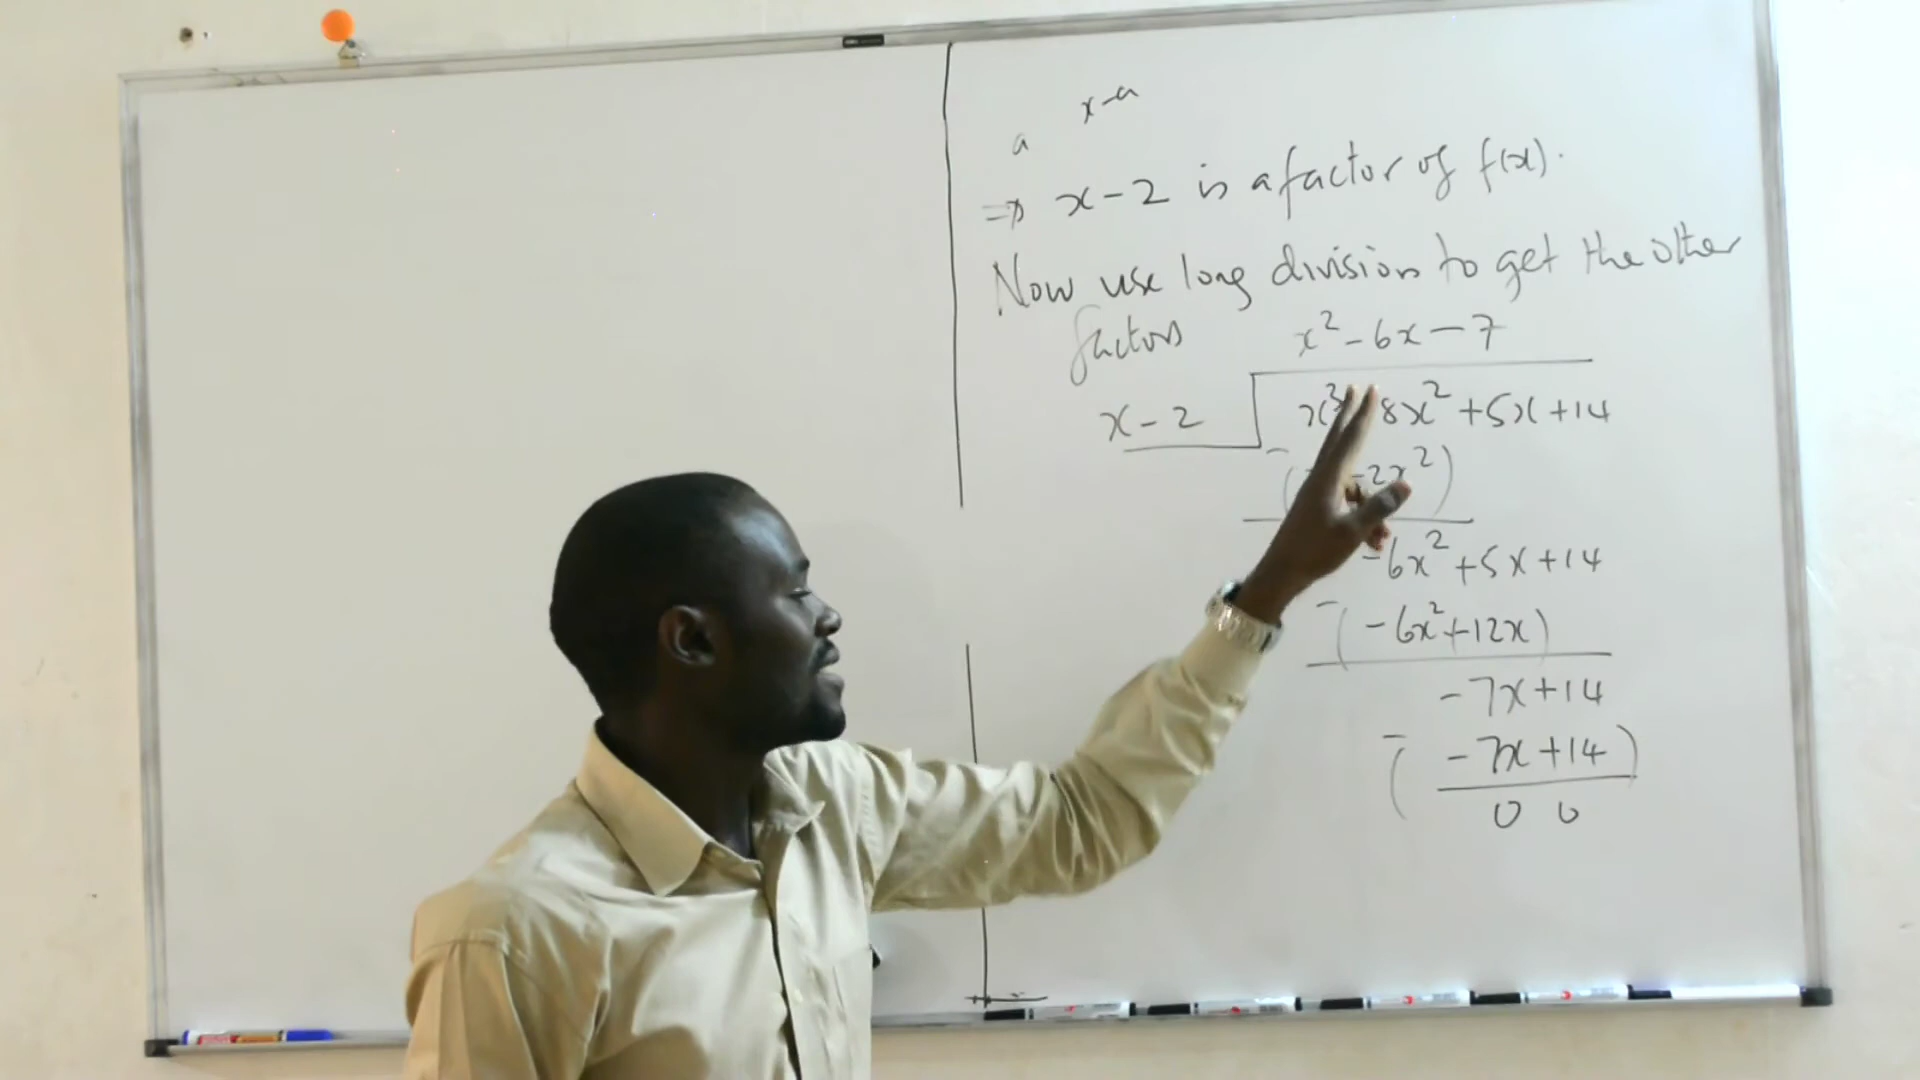 x-a
a
⇒ x-2 is a factor of f(x).
Now use long division to get the other
factors
x²-6x-7
x-2 x³ 8x²+5x+14
-( -2x²)
-6x²+5x+14
-(-6x²+12x)
-7x+14
-(-7x+14)
0 0